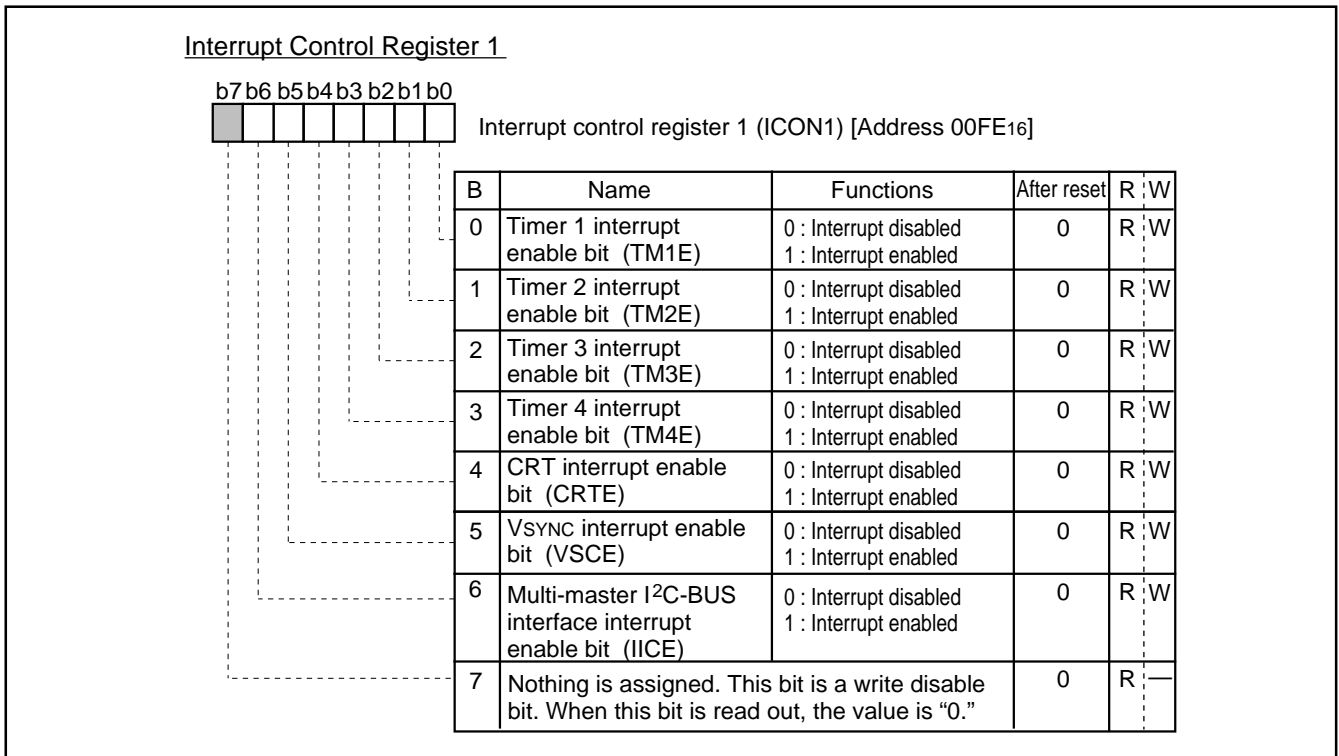 Interrupt Control Register 1
b7 b6 b5 b4 b3 b2 b1 b0
Interrupt control register 1 (ICON1) [Address 00FE16]
B Name Functions After reset R W
0 Timer 1 interrupt enable bit (TM1E) 0 : Interrupt disabled 1 : Interrupt enabled 0 R W
1 Timer 2 interrupt enable bit (TM2E) 0 : Interrupt disabled 1 : Interrupt enabled 0 R W
2 Timer 3 interrupt enable bit (TM3E) 0 : Interrupt disabled 1 : Interrupt enabled 0 R W
3 Timer 4 interrupt enable bit (TM4E) 0 : Interrupt disabled 1 : Interrupt enabled 0 R W
4 CRT interrupt enable bit (CRTE) 0 : Interrupt disabled 1 : Interrupt enabled 0 R W
5 VSYNC interrupt enable bit (VSCE) 0 : Interrupt disabled 1 : Interrupt enabled 0 R W
6 Multi-master I2C-BUS interface interrupt enable bit (IICE) 0 : Interrupt disabled 1 : Interrupt enabled 0 R W
7 Nothing is assigned. This bit is a write disable bit. When this bit is read out, the value is “0.” 0 R —